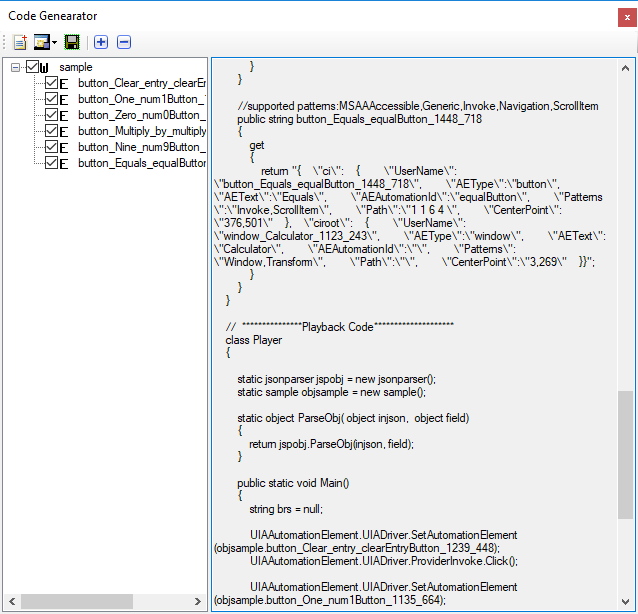 Code Genearator
sample
button_Clear_entry_clearEr
button_One_num1Button_
button_Zero_num0Button_
button_Multiply_by_multiply
button_Nine_num9Button_
button_Equals_equalButtor
}
}
//supported patterns:MSAAAccessible,Generic,Invoke,Navigation,ScrollItem
public string button_Equals_equalButton_1448_718
{
get
{
return "{ \"ci\": { \"UserName\":
\"button_Equals_equalButton_1448_718\", \"AEType\":\"button\",
\"AEText\":\"Equals\", \"AEAutomationId\":\"equalButton\", \"Patterns
\":\"Invoke,ScrollItem\", \"Path\":\"1 1 6 4 \", \"CenterPoint\":
\"376,501\" }, \"ciroot\": { \"UserName\":
\"window_Calculator_1123_243\", \"AEType\":\"window\", \"AEText\":
\"Calculator\", \"AEAutomationId\":\"\", \"Patterns\":
\"Window,Transform\", \"Path\":\"\", \"CenterPoint\":\"3,269\" }}";
}
}
}
// ***************Playback Code********************
class Player
{
static jsonparser jspobj = new jsonparser();
static sample objsample = new sample();
static object ParseObj( object injson, object field)
{
return jspobj.ParseObj(injson, field);
}
public static void Main()
{
string brs = null;
UIAAutomationElement.UIADriver.SetAutomationElement
(objsample.button_Clear_entry_clearEntryButton_1239_448);
UIAAutomationElement.UIADriver.ProviderInvoke.Click();
UIAAutomationElement.UIADriver.SetAutomationElement
(objsample.button_One_num1Button_1135_664);